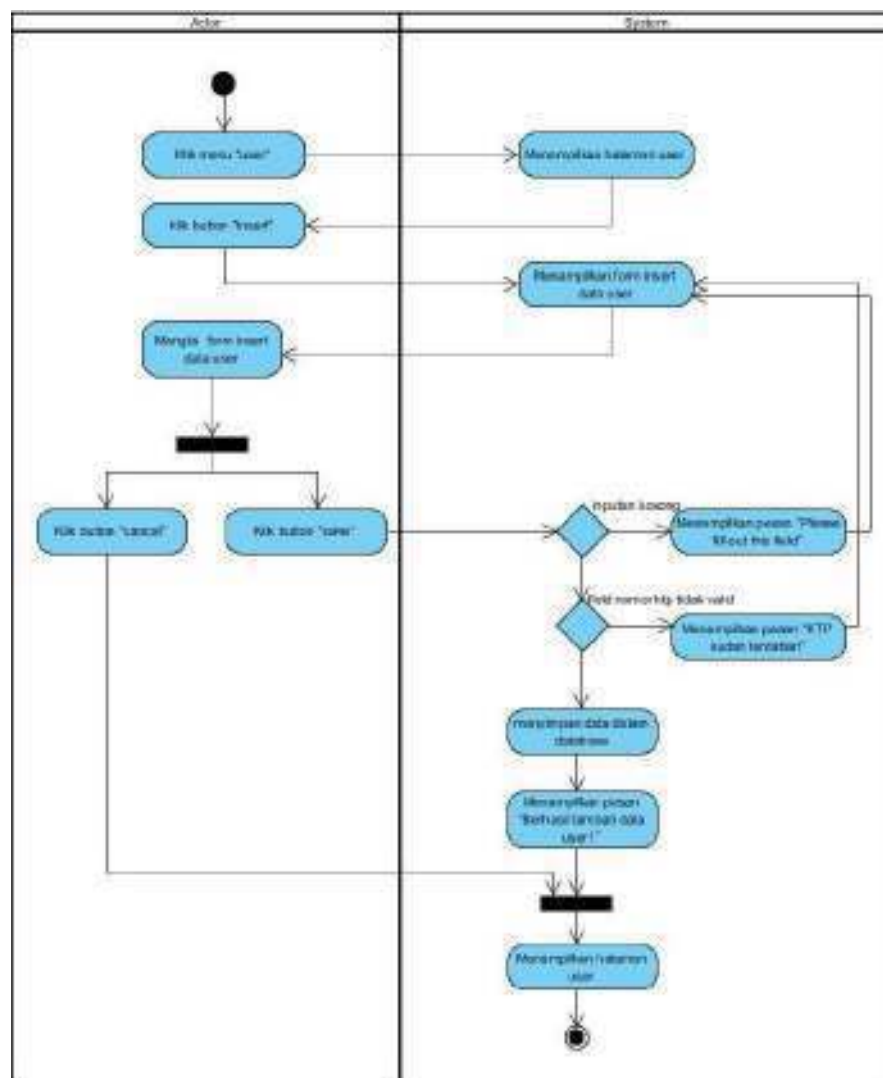 Actor
System
Klik menu "user"
Menampilkan halaman user
Klik button "Insert"
Menampilkan form insert
data user
Mengisi form insert
data user
Inputan kosong
Klik button "cancel"
Klik button "save"
Menampilkan pesan "Please
fill out this field"
Field nomor ktp tidak valid
Menampilkan pesan "KTP
sudah terdaftar!"
menyimpan data dalam
database
Menampilkan pesan
"Berhasil tambah data
user!"
Menampilkan halaman
user